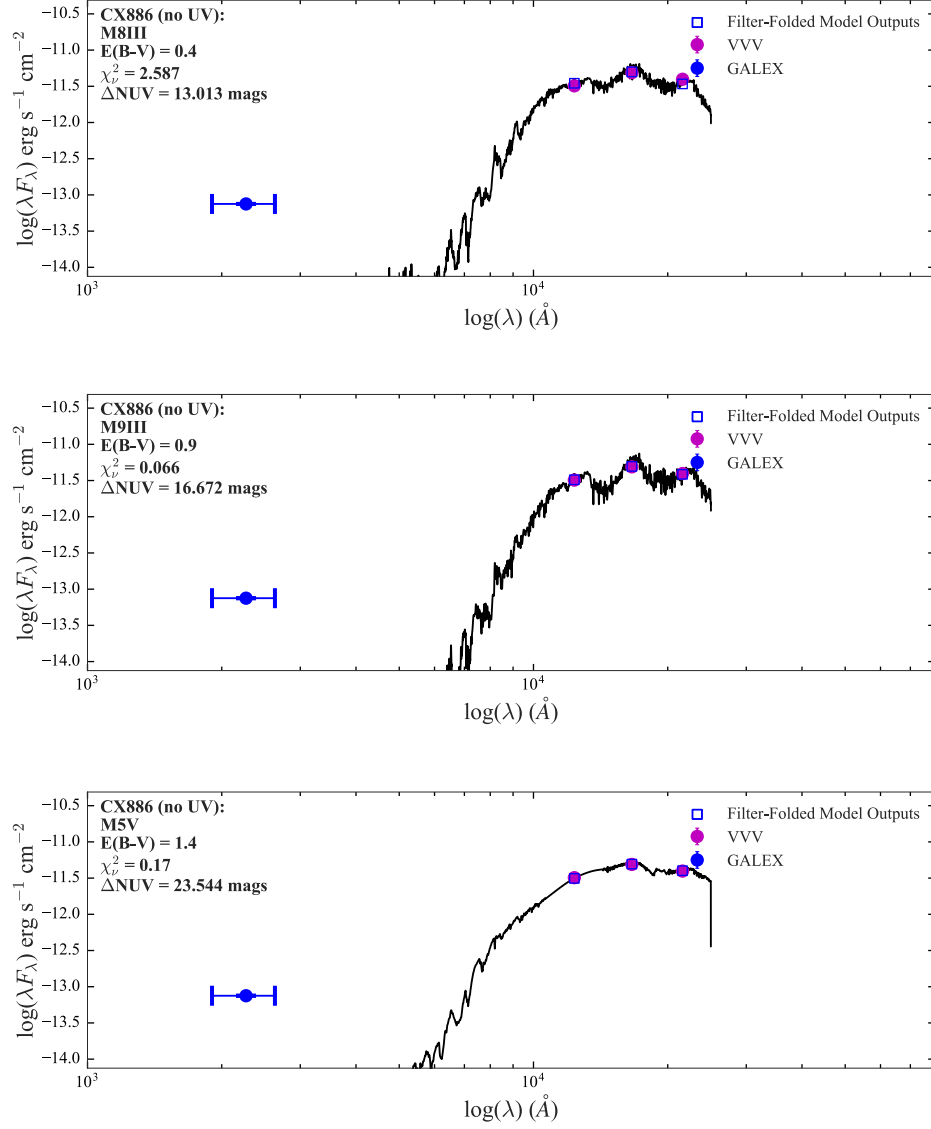 CX886 (no UV):
M8III
E(B-V) = 0.4
χ²ᵥ = 2.587
ΔNUV = 13.013 mags
Filter-Folded Model Outputs
VVV
GALEX
log(λF_λ) erg s⁻¹ cm⁻²
−10.5
−11.0
−11.5
−12.0
−12.5
−13.0
−13.5
−14.0
10³
10⁴
log(λ) (Å)
CX886 (no UV):
M9III
E(B-V) = 0.9
χ²ᵥ = 0.066
ΔNUV = 16.672 mags
Filter-Folded Model Outputs
VVV
GALEX
log(λF_λ) erg s⁻¹ cm⁻²
−10.5
−11.0
−11.5
−12.0
−12.5
−13.0
−13.5
−14.0
10³
10⁴
log(λ) (Å)
CX886 (no UV):
M5V
E(B-V) = 1.4
χ²ᵥ = 0.17
ΔNUV = 23.544 mags
Filter-Folded Model Outputs
VVV
GALEX
log(λF_λ) erg s⁻¹ cm⁻²
−10.5
−11.0
−11.5
−12.0
−12.5
−13.0
−13.5
−14.0
10³
10⁴
log(λ) (Å)